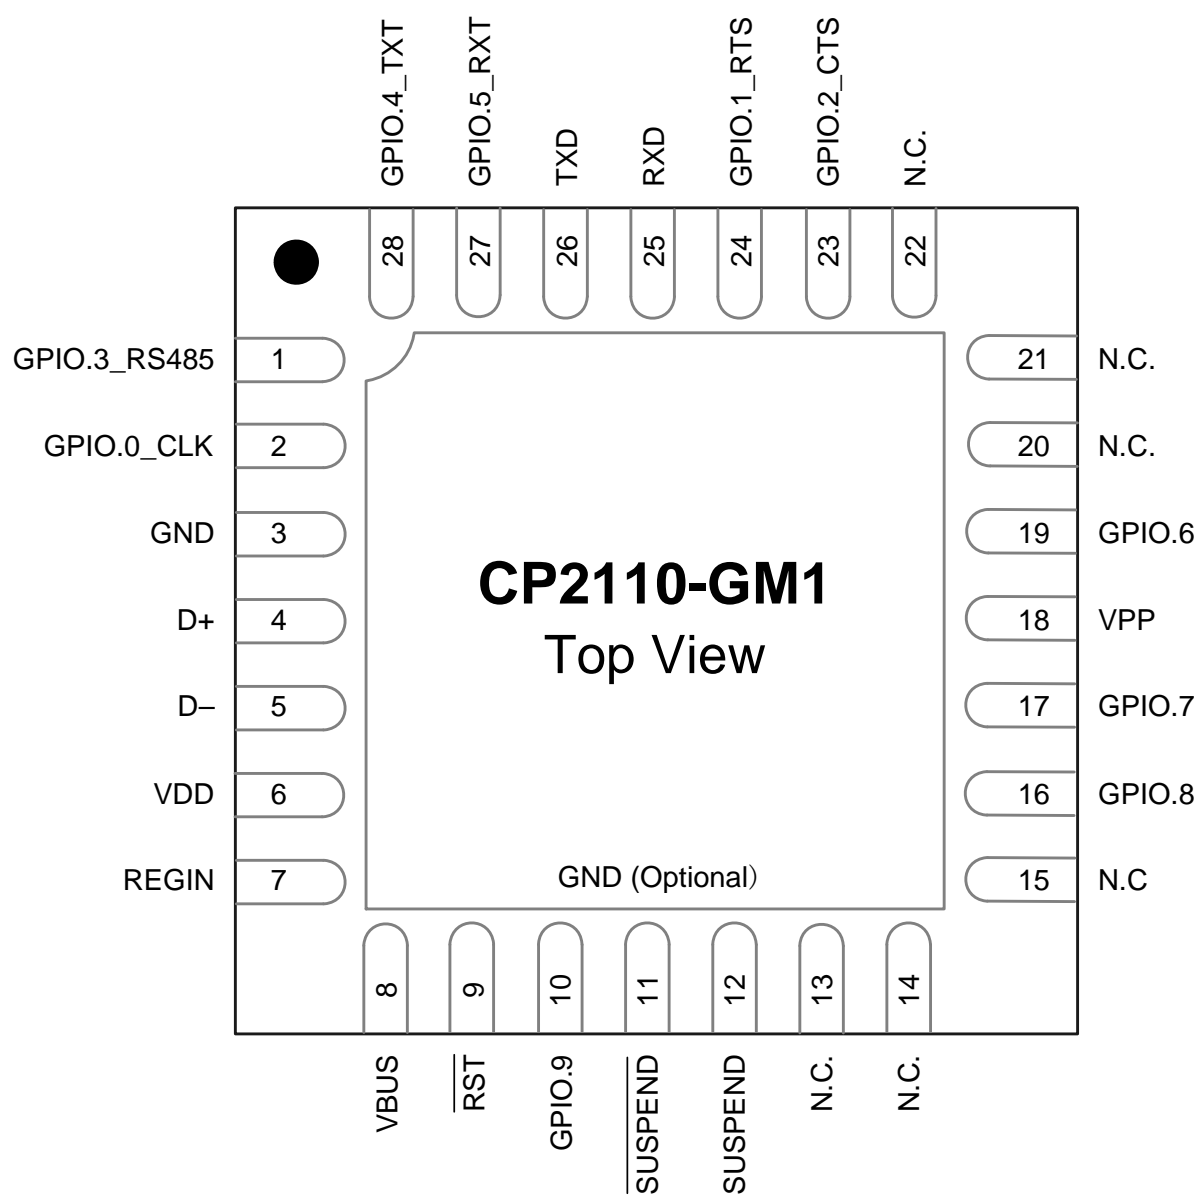 GPIO.4_TXT
GPIO.5_RXT
TXD
RXD
GPIO.1_RTS
GPIO.2_CTS
N.C.
28
27
26
25
24
23
22
GPIO.3_RS485 1
GPIO.0_CLK 2
GND 3
D+ 4
D– 5
VDD 6
REGIN 7
21 N.C.
20 N.C.
19 GPIO.6
18 VPP
17 GPIO.7
16 GPIO.8
15 N.C
CP2110-GM1
Top View
GND (Optional)
8
9
10
11
12
13
14
VBUS
R̅S̅T̅
GPIO.9
S̅U̅S̅P̅E̅N̅D̅
SUSPEND
N.C.
N.C.